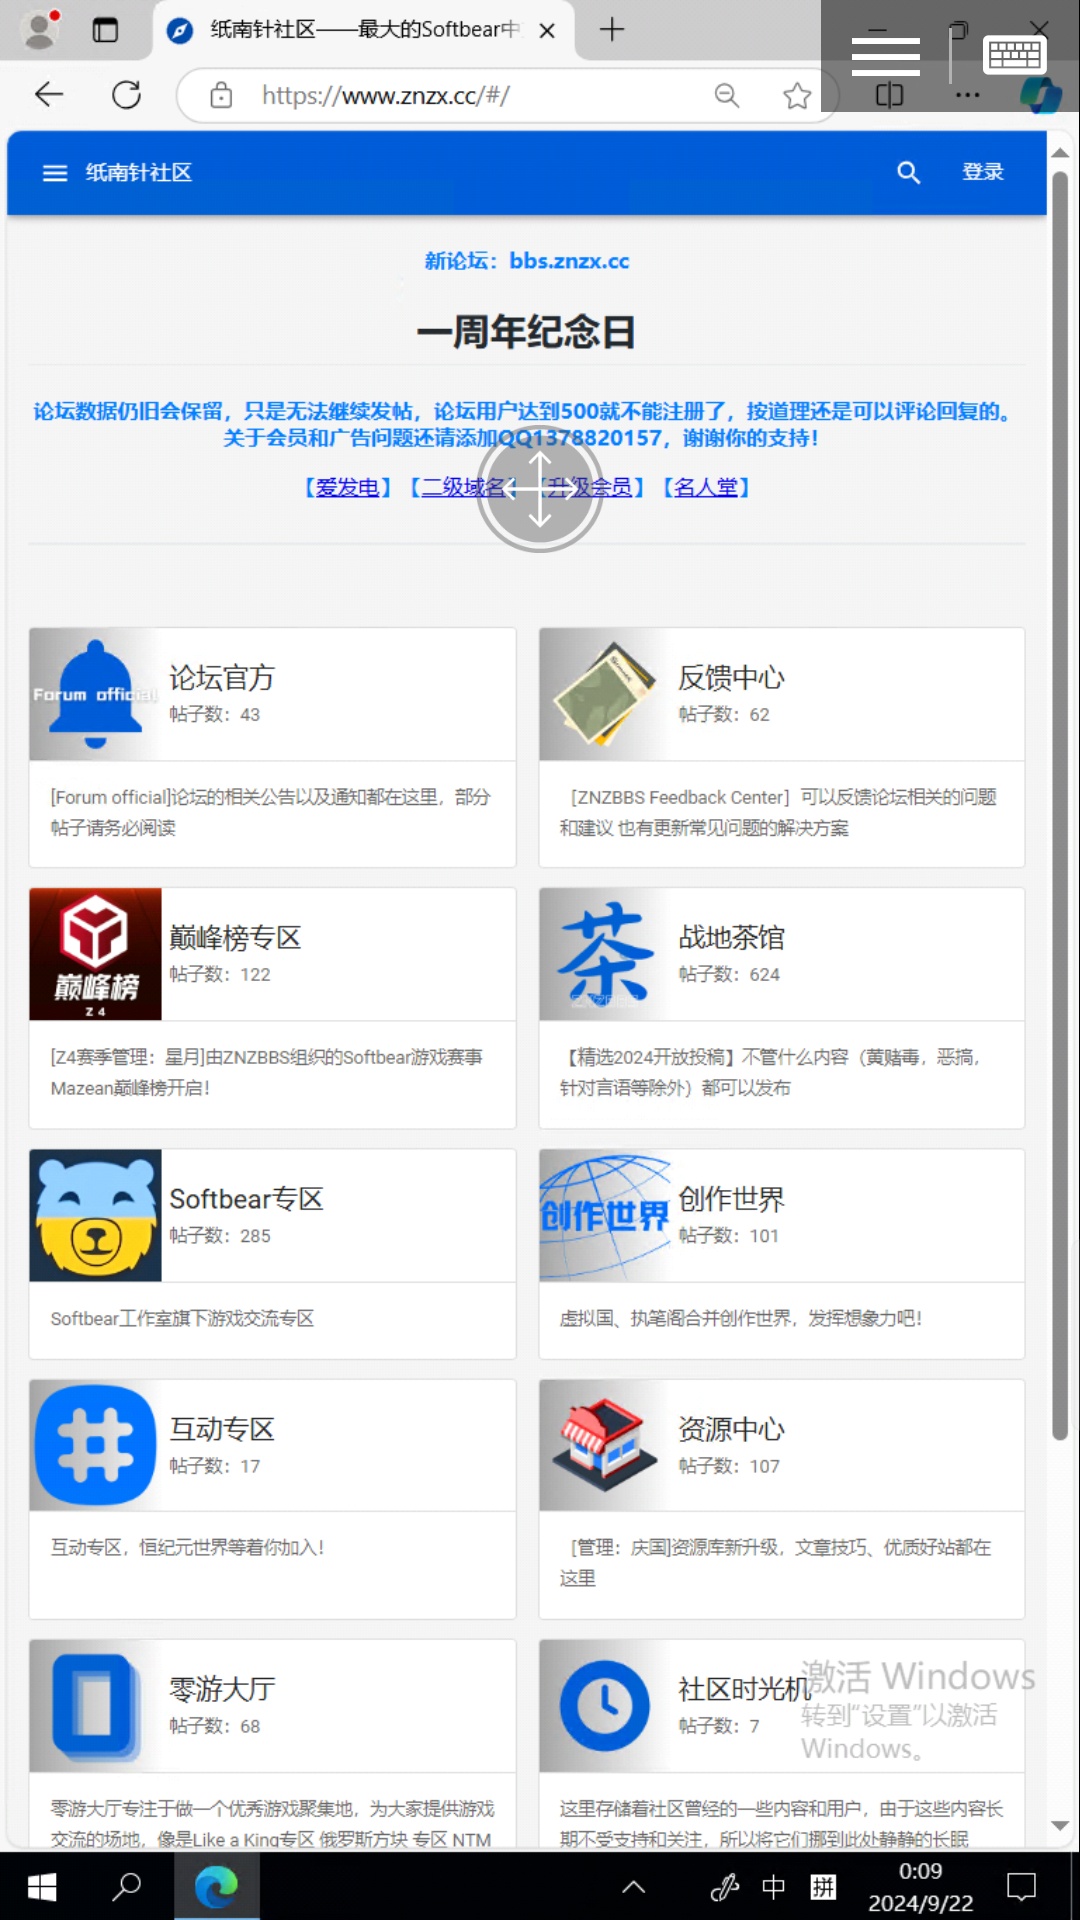 纸南针社区——最大的Softbear中
https://www.znzx.cc/#/
纸南针社区
登录
新论坛：bbs.znzx.cc
一周年纪念日
论坛数据仍旧会保留，只是无法继续发帖，论坛用户达到500就不能注册了，按道理还是可以评论回复的。
关于会员和广告问题还请添加QQ1378820157，谢谢你的支持！
【爱发电】【二级域名】【升级会员】【名人堂】
Forum official
论坛官方
帖子数：43
[Forum official]论坛的相关公告以及通知都在这里，部分
帖子请务必阅读
反馈中心
帖子数：62
［ZNZBBS Feedback Center］可以反馈论坛相关的问题
和建议 也有更新常见问题的解决方案
巅峰榜
Z4
巅峰榜专区
帖子数：122
[Z4赛季管理：星月]由ZNZBBS组织的Softbear游戏赛事
Mazean巅峰榜开启！
茶
战地茶馆
帖子数：624
【精选2024开放投稿】不管什么内容（黄赌毒，恶搞，
针对言语等除外）都可以发布
Softbear专区
帖子数：285
Softbear工作室旗下游戏交流专区
创作世界
创作世界
帖子数：101
虚拟国、执笔阁合并创作世界，发挥想象力吧！
互动专区
帖子数：17
互动专区，恒纪元世界等着你加入！
资源中心
帖子数：107
［管理：庆国]资源库新升级，文章技巧、优质好站都在
这里
零游大厅
帖子数：68
零游大厅专注于做一个优秀游戏聚集地，为大家提供游戏
交流的场地，像是Like a King专区 俄罗斯方块 专区 NTM
社区时光机
帖子数：7
这里存储着社区曾经的一些内容和用户，由于这些内容长
期不受支持和关注，所以将它们挪到此处静静的长眠
激活 Windows
转到“设置”以激活
Windows。
中
拼
0:09
2024/9/22